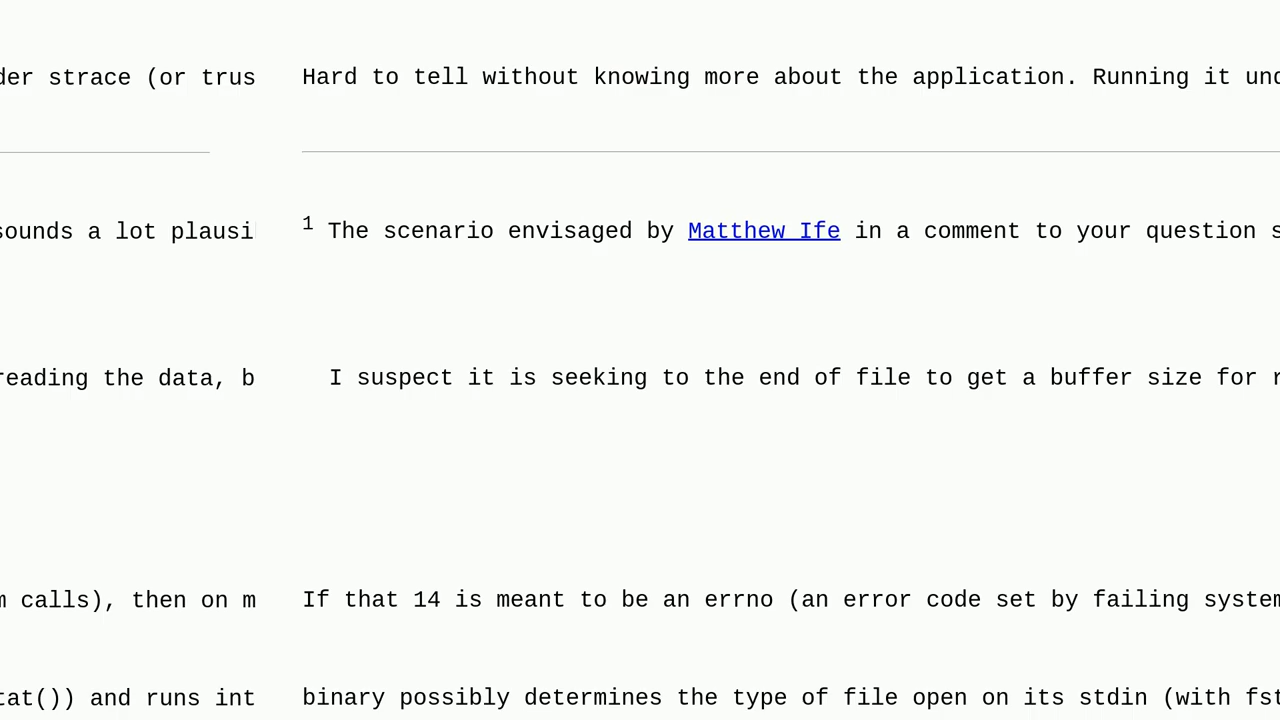 der strace (or trus
sounds a lot plausi
reading the data, b
m calls), then on m
tat()) and runs int
Hard to tell without knowing more about the application. Running it und
1 The scenario envisaged by Matthew Ife in a comment to your question s
I suspect it is seeking to the end of file to get a buffer size for r
If that 14 is meant to be an errno (an error code set by failing system
binary possibly determines the type of file open on its stdin (with fst